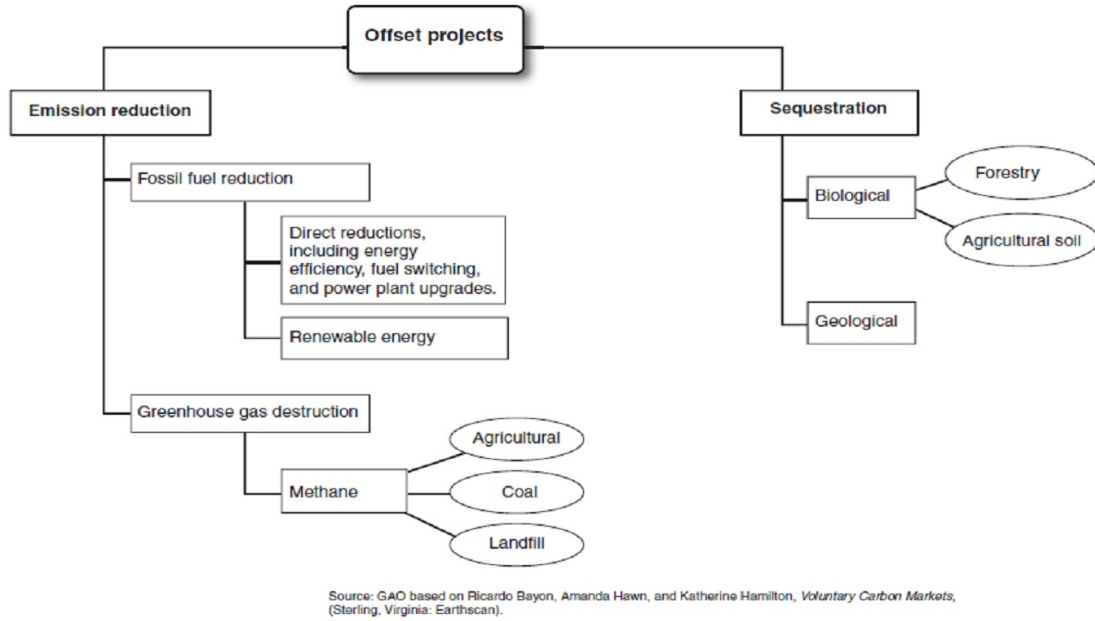 Offset projects
Emission reduction
Fossil fuel reduction
Direct reductions,
including energy
efficiency, fuel switching,
and power plant upgrades.
Renewable energy
Greenhouse gas destruction
Methane
Agricultural
Coal
Landfill
Sequestration
Biological
Forestry
Agricultural soil
Geological
Source: GAO based on Ricardo Bayon, Amanda Hawn, and Katherine Hamilton, Voluntary Carbon Markets,
(Sterling, Virginia: Earthscan).